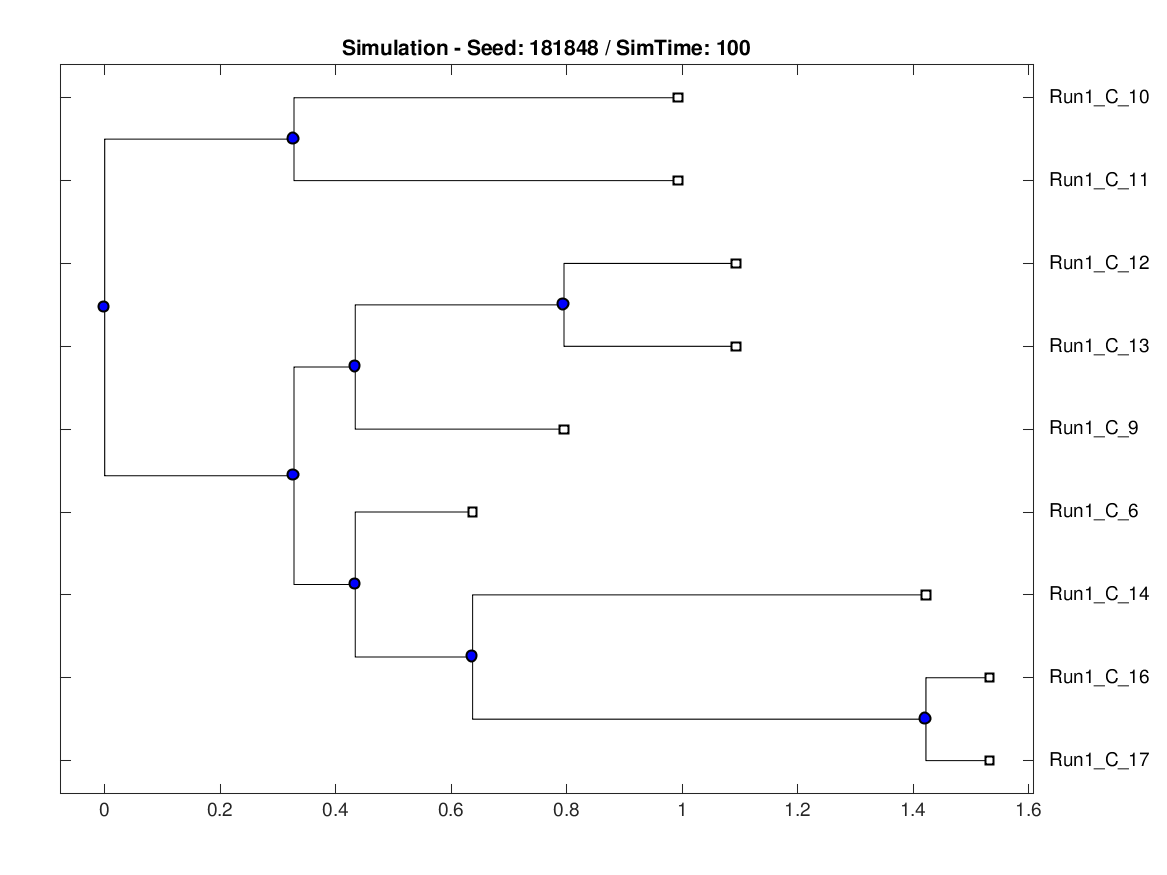 Simulation - Seed: 181848 / SimTime: 100
Run1_C_10
Run1_C_11
Run1_C_12
Run1_C_13
Run1_C_9
Run1_C_6
Run1_C_14
Run1_C_16
Run1_C_17
0 0.2 0.4 0.6 0.8 1 1.2 1.4 1.6